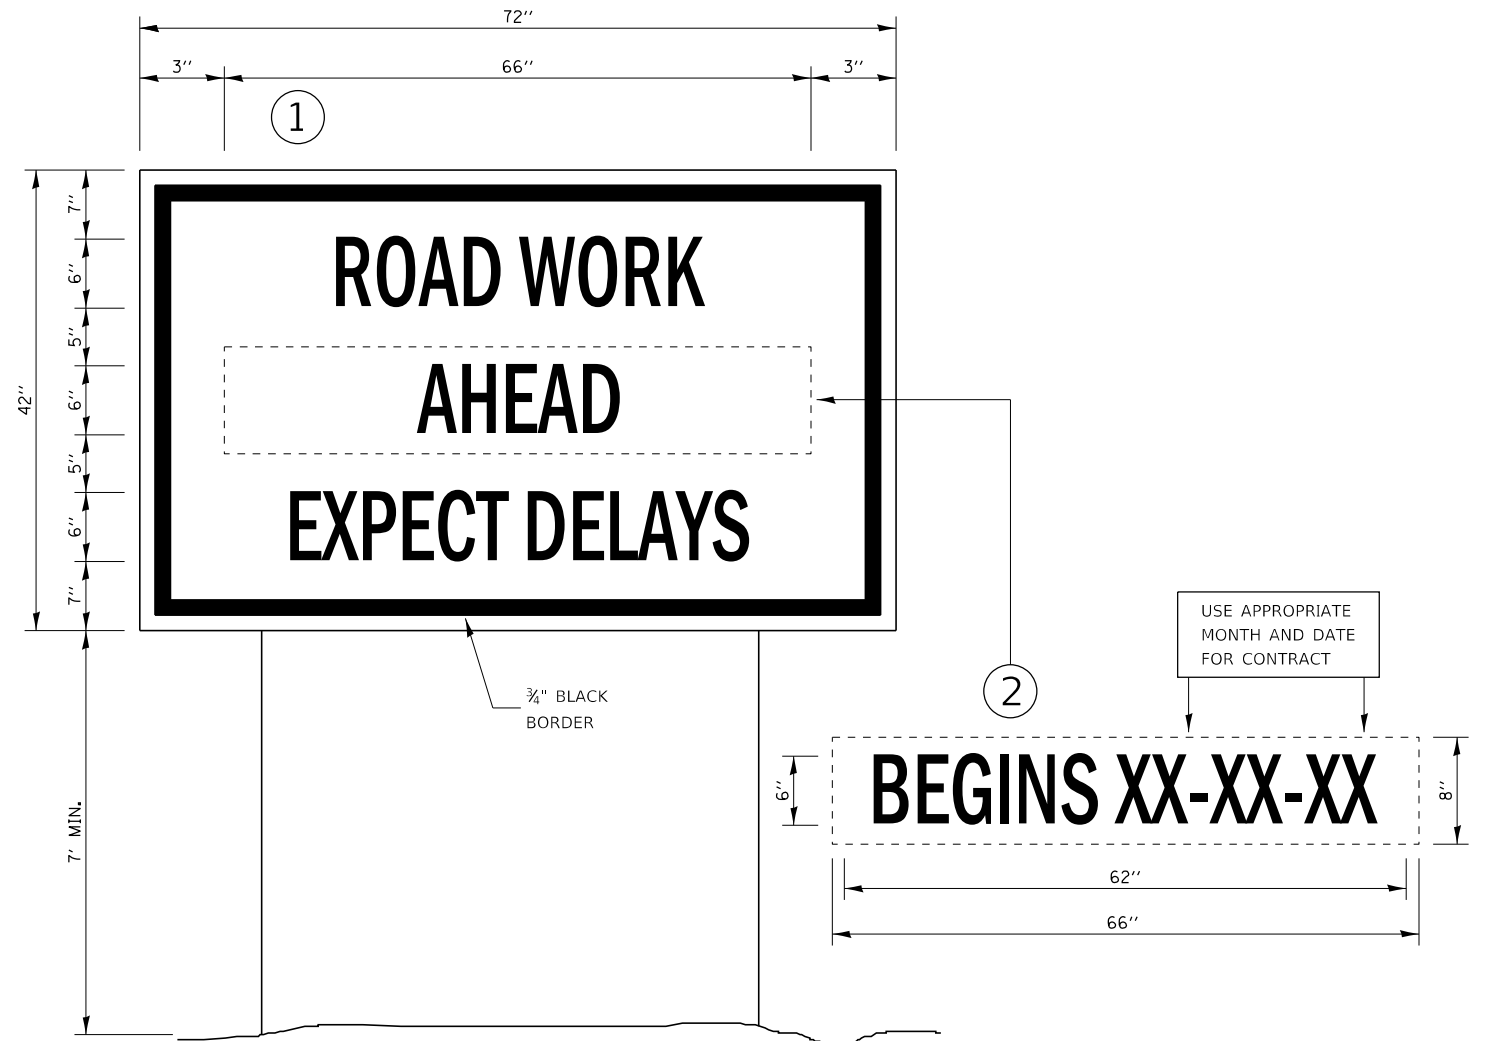 72''
3'' 66'' 3''
1
7''
6''
5''
6''
5''
6''
7''
42''
ROAD WORK
AHEAD
EXPECT DELAYS
3/4" BLACK
BORDER
7' MIN.
2
USE APPROPRIATE
MONTH AND DATE
FOR CONTRACT
6''
BEGINS XX-XX-XX
8''
62''
66''